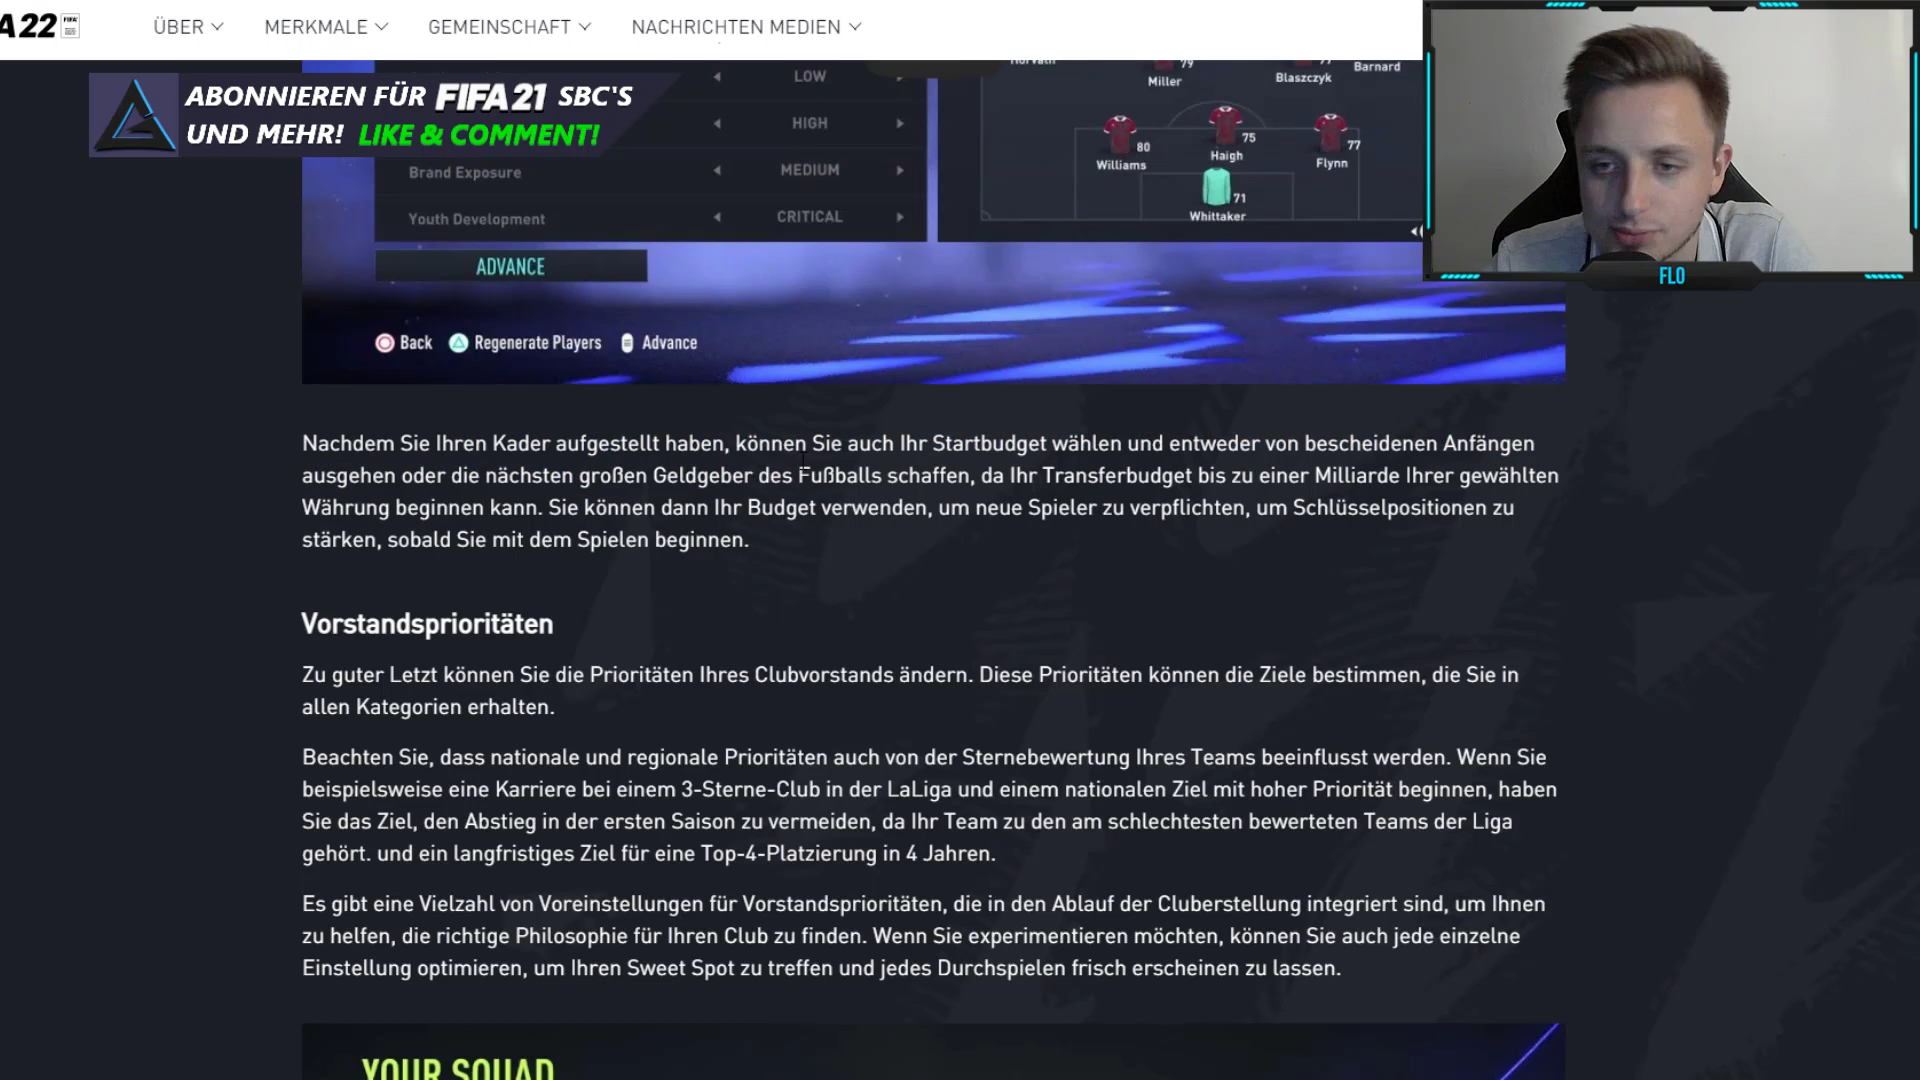 A 22
ÜBER
MERKMALE
GEMEINSCHAFT
NACHRICHTEN MEDIEN
ABONNIEREN FÜR FIFA 21 SBC'S
UND MEHR! LIKE & COMMENT!
LOW
HIGH
Brand Exposure
MEDIUM
Youth Development
CRITICAL
ADVANCE
Back
Regenerate Players
Advance
79
Miller
77
Blaszczyk
Barnard
80
Williams
75
Haigh
77
Flynn
71
Whittaker
FLO
Nachdem Sie Ihren Kader aufgestellt haben, können Sie auch Ihr Startbudget wählen und entweder von bescheidenen Anfängen
ausgehen oder die nächsten großen Geldgeber des Fußballs schaffen, da Ihr Transferbudget bis zu einer Milliarde Ihrer gewählten
Währung beginnen kann. Sie können dann Ihr Budget verwenden, um neue Spieler zu verpflichten, um Schlüsselpositionen zu
stärken, sobald Sie mit dem Spielen beginnen.
Vorstandsprioritäten
Zu guter Letzt können Sie die Prioritäten Ihres Clubvorstands ändern. Diese Prioritäten können die Ziele bestimmen, die Sie in
allen Kategorien erhalten.
Beachten Sie, dass nationale und regionale Prioritäten auch von der Sternebewertung Ihres Teams beeinflusst werden. Wenn Sie
beispielsweise eine Karriere bei einem 3-Sterne-Club in der LaLiga und einem nationalen Ziel mit hoher Priorität beginnen, haben
Sie das Ziel, den Abstieg in der ersten Saison zu vermeiden, da Ihr Team zu den am schlechtesten bewerteten Teams der Liga
gehört. und ein langfristiges Ziel für eine Top-4-Platzierung in 4 Jahren.
Es gibt eine Vielzahl von Voreinstellungen für Vorstandsprioritäten, die in den Ablauf der Cluberstellung integriert sind, um Ihnen
zu helfen, die richtige Philosophie für Ihren Club zu finden. Wenn Sie experimentieren möchten, können Sie auch jede einzelne
Einstellung optimieren, um Ihren Sweet Spot zu treffen und jedes Durchspielen frisch erscheinen zu lassen.
YOUR SQUAD